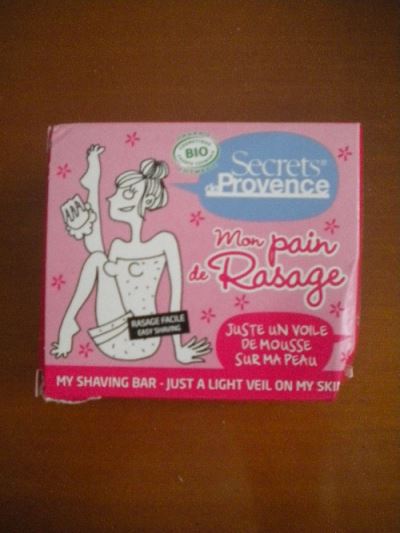 BIO
Secrets
de Provence
Mon pain
de Rasage
RASAGE FACILE
EASY SHAVING
JUSTE UN VOILE
DE MOUSSE
SUR MA PEAU
MY SHAVING BAR - JUST A LIGHT VEIL ON MY SKIN